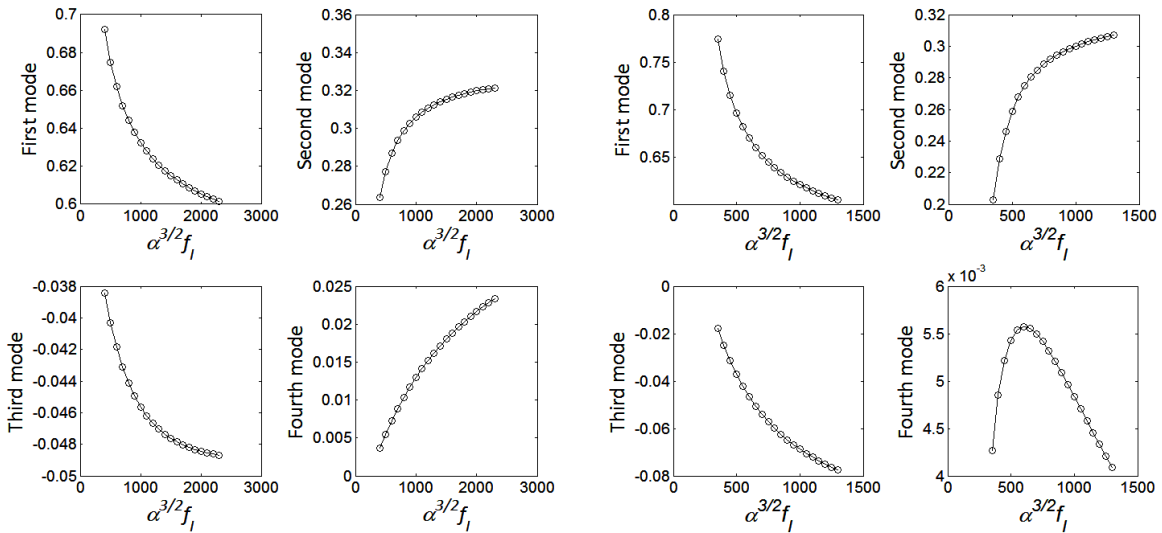 First mode
0.7
0.68
0.66
0.64
0.62
0.6
0 1000 2000 3000
α^3/2 f_I
Second mode
0.36
0.34
0.32
0.3
0.28
0.26
0 1000 2000 3000
α^3/2 f_I
First mode
0.8
0.75
0.7
0.65
0 500 1000 1500
α^3/2 f_I
Second mode
0.32
0.3
0.28
0.26
0.24
0.22
0.2
0 500 1000 1500
α^3/2 f_I
Third mode
-0.038
-0.04
-0.042
-0.044
-0.046
-0.048
-0.05
0 1000 2000 3000
α^3/2 f_I
Fourth mode
0.025
0.02
0.015
0.01
0.005
0
0 1000 2000 3000
α^3/2 f_I
Third mode
0
-0.02
-0.04
-0.06
-0.08
0 500 1000 1500
α^3/2 f_I
Fourth mode
6 x 10^-3
5.5
5
4.5
4
0 500 1000 1500
α^3/2 f_I